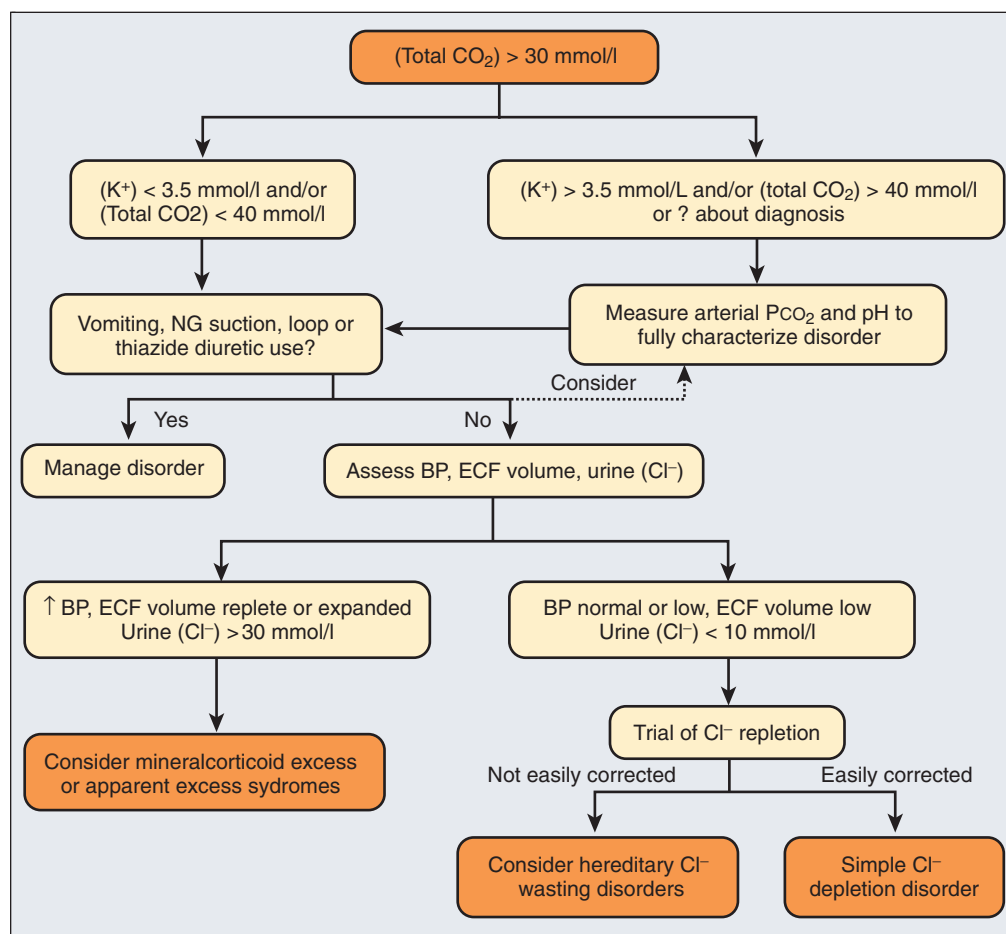 (Total CO₂) > 30 mmol/l
(K⁺) < 3.5 mmol/l and/or
(Total CO2) < 40 mmol/l
(K⁺) > 3.5 mmol/L and/or (total CO₂) > 40 mmol/l
or ? about diagnosis
Vomiting, NG suction, loop or
thiazide diuretic use?
Measure arterial PCO₂ and pH to
fully characterize disorder
Consider
Yes
No
Manage disorder
Assess BP, ECF volume, urine (Cl⁻)
↑ BP, ECF volume replete or expanded
Urine (Cl⁻) >30 mmol/l
BP normal or low, ECF volume low
Urine (Cl⁻) < 10 mmol/l
Trial of Cl⁻ repletion
Consider mineralcorticoid excess
or apparent excess sydromes
Not easily corrected
Easily corrected
Consider hereditary Cl⁻
wasting disorders
Simple Cl⁻
depletion disorder